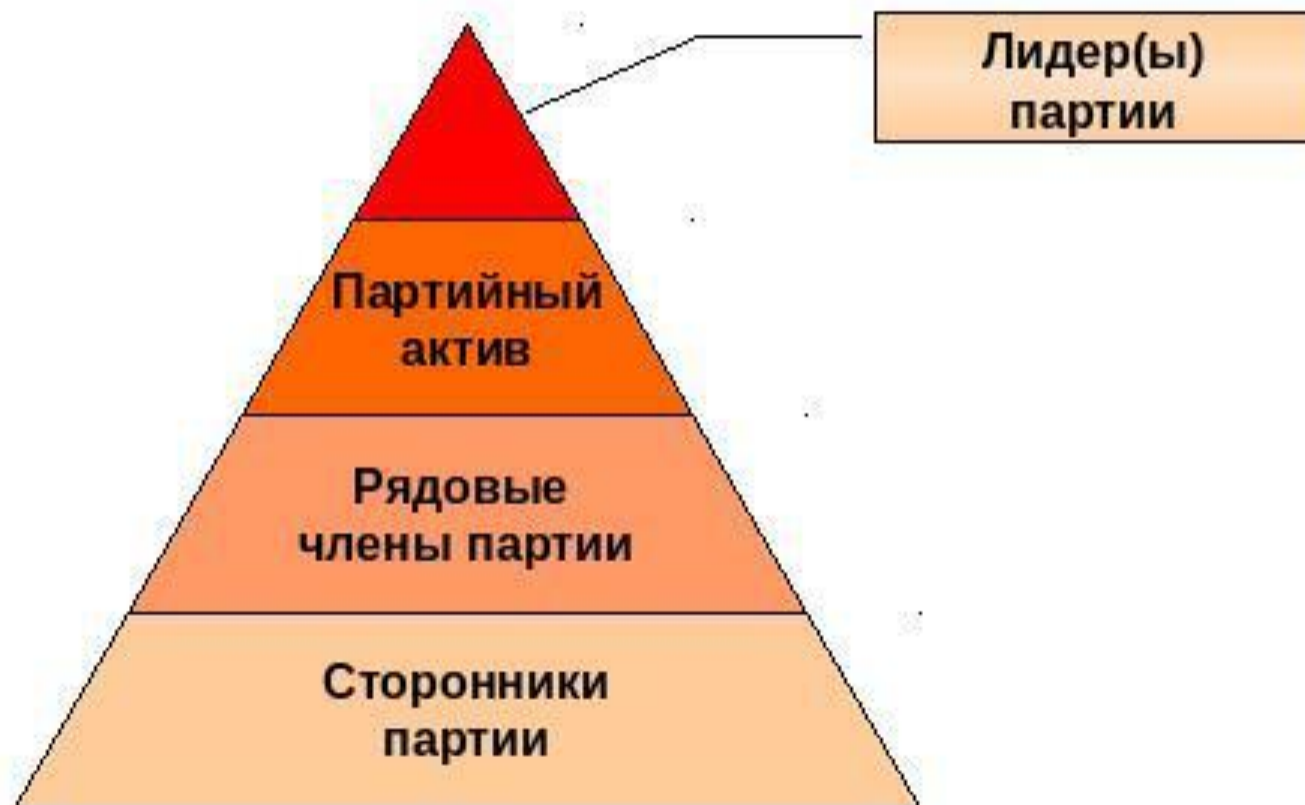 Лидер(ы)
партии
Партийный
актив
Рядовые
члены партии
Сторонники
партии